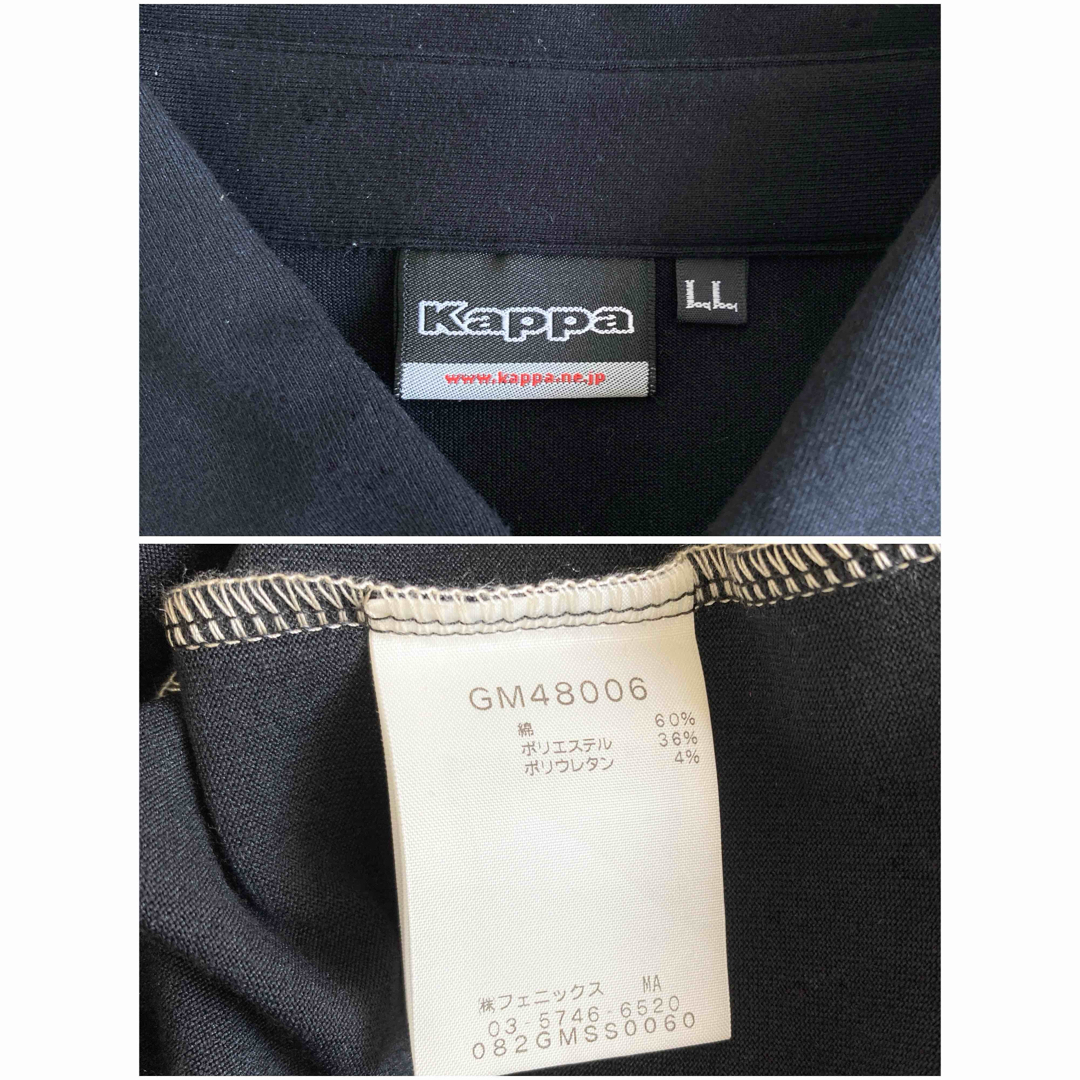 Kappa
www.kappa.ne.jp
LL
GM48006
綿 60%
ポリエステル 36%
ポリウレタン 4%
㈱フェニックス MA
03-5746-6520
082GMSS0060